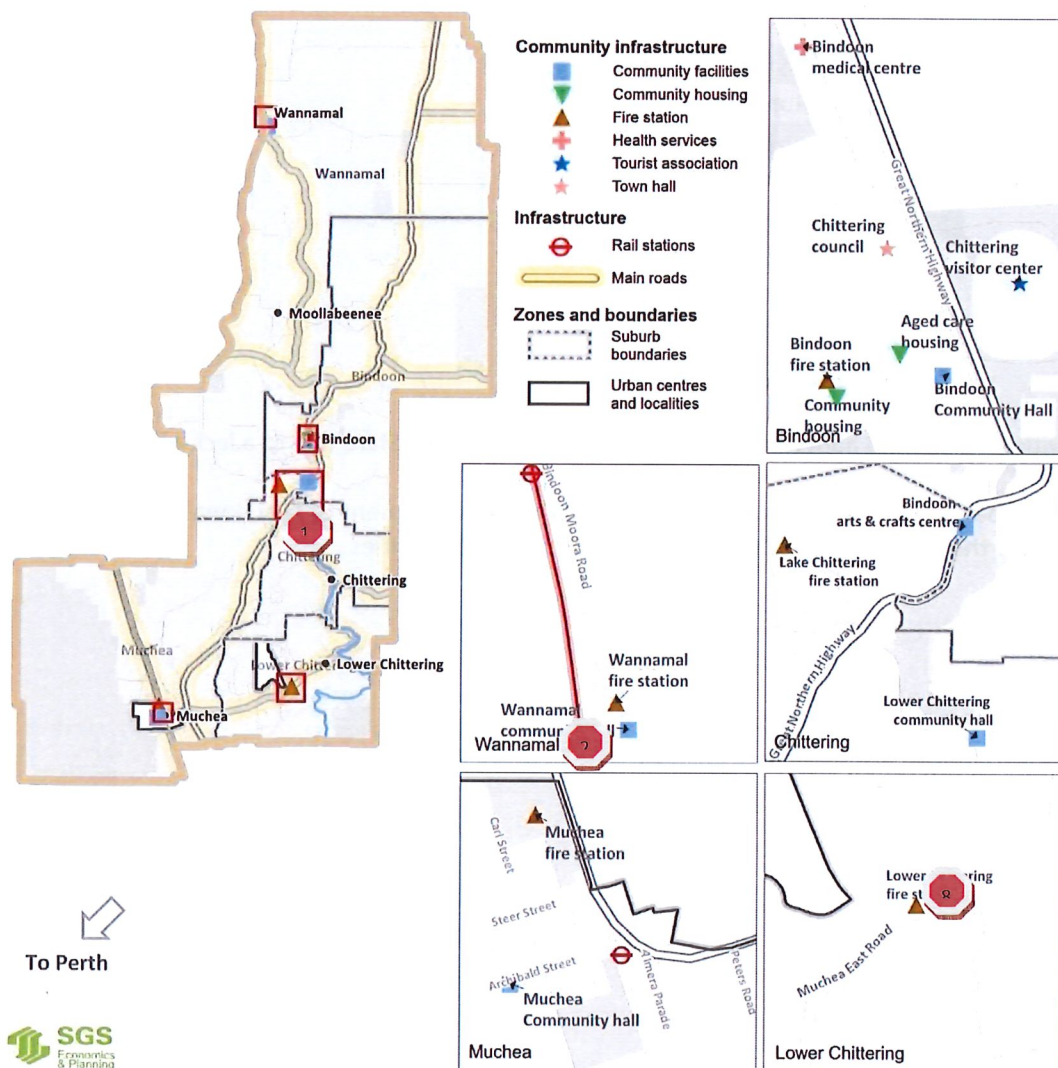 Wannamal
Wannamal
Moollabeenee
Bindoon
Bindoon
1
Chittering
Chittering
Muchea
Lower Chittering
Lower Chittering
Muchea
To Perth
SGS
Economics
& Planning
Community infrastructure
Community facilities
Community housing
Fire station
Health services
Tourist association
Town hall
Infrastructure
Rail stations
Main roads
Zones and boundaries
Suburb
boundaries
Urban centres
and localities
Bindoon
medical centre
Great Northern Highway
Chittering
council
Chittering
visitor center
Aged care
housing
Bindoon
fire station
Community
housing
Bindoon
Community Hall
Bindoon
Bindoon Moora Road
Wannamal
fire station
Wannamal
Bindoon
arts & crafts centre
Lake Chittering
fire station
Great Northern Highway
Lower Chittering
community hall
Chittering
Carl Street
Muchea
fire station
Steer Street
Archibald Street
Almera Parade
Peters Road
Muchea
Community hall
Muchea
Lower
Muchea East Road
Lower Chittering